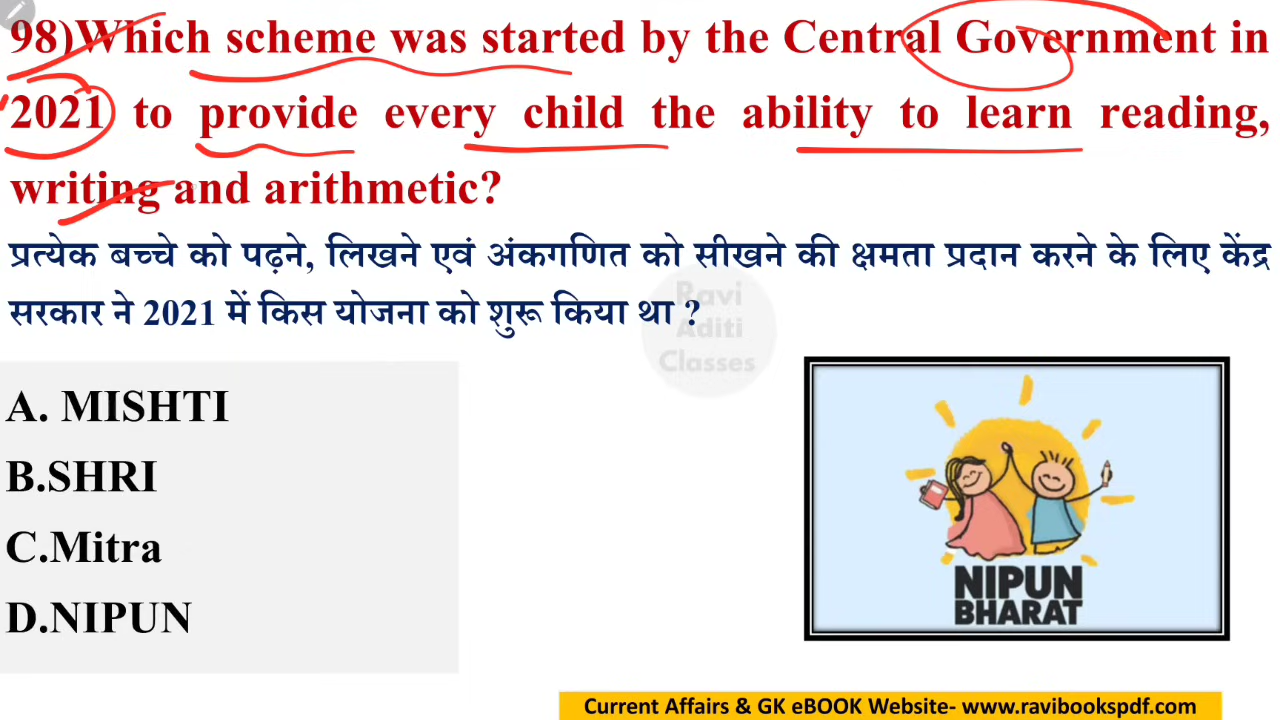 98)Which scheme was started by the Central Government in
2021 to provide every child the ability to learn reading,
writing and arithmetic?
प्रत्येक बच्चे को पढ़ने, लिखने एवं अंकगणित को सीखने की क्षमता प्रदान करने के लिए केंद्र
सरकार ने 2021 में किस योजना को शुरू किया था ?
Ravi
Aditi
Classes
A. MISHTI
B.SHRI
C.Mitra
D.NIPUN
NIPUN
BHARAT
Current Affairs & GK eBOOK Website- www.ravibookspdf.com